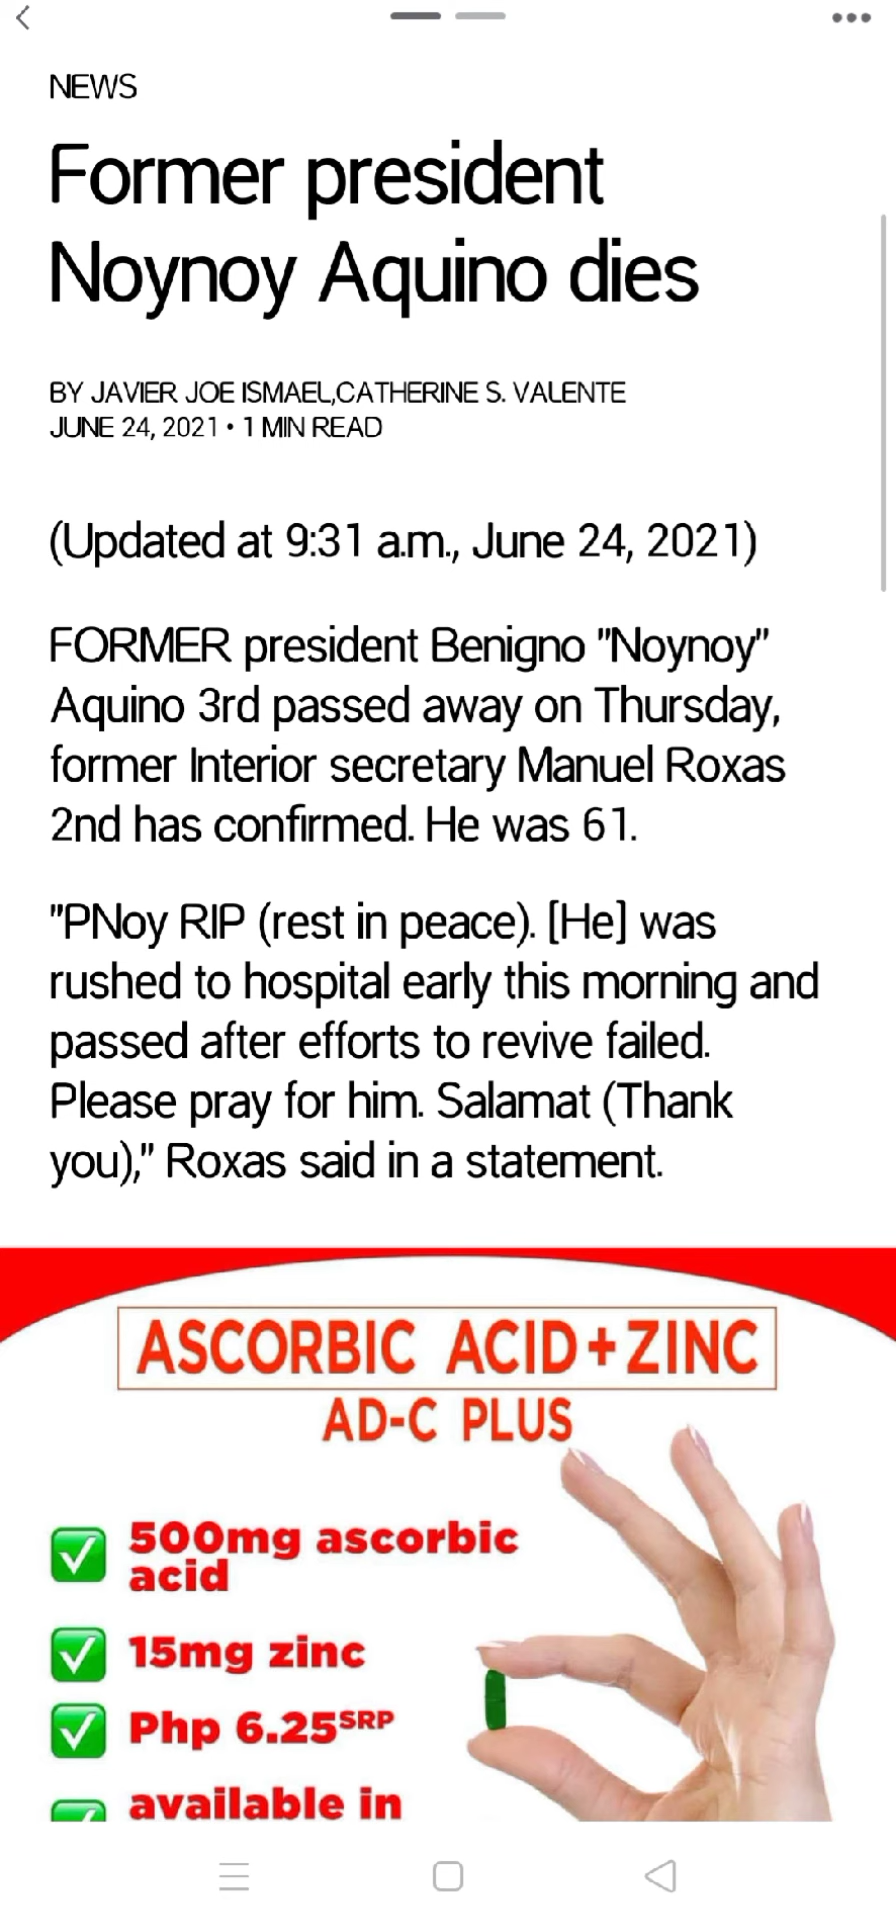 NEWS
Former president
Noynoy Aquino dies
BY JAVIER JOE ISMAEL,CATHERINE S. VALENTE
JUNE 24, 2021 • 1 MIN READ
(Updated at 9:31 a.m., June 24, 2021)
FORMER president Benigno "Noynoy"
Aquino 3rd passed away on Thursday,
former Interior secretary Manuel Roxas
2nd has confirmed. He was 61.
"PNoy RIP (rest in peace). [He] was
rushed to hospital early this morning and
passed after efforts to revive failed.
Please pray for him. Salamat (Thank
you)," Roxas said in a statement.
ASCORBIC ACID+ZINC
AD-C PLUS
500mg ascorbic
acid
15mg zinc
Php 6.25SRP
available in